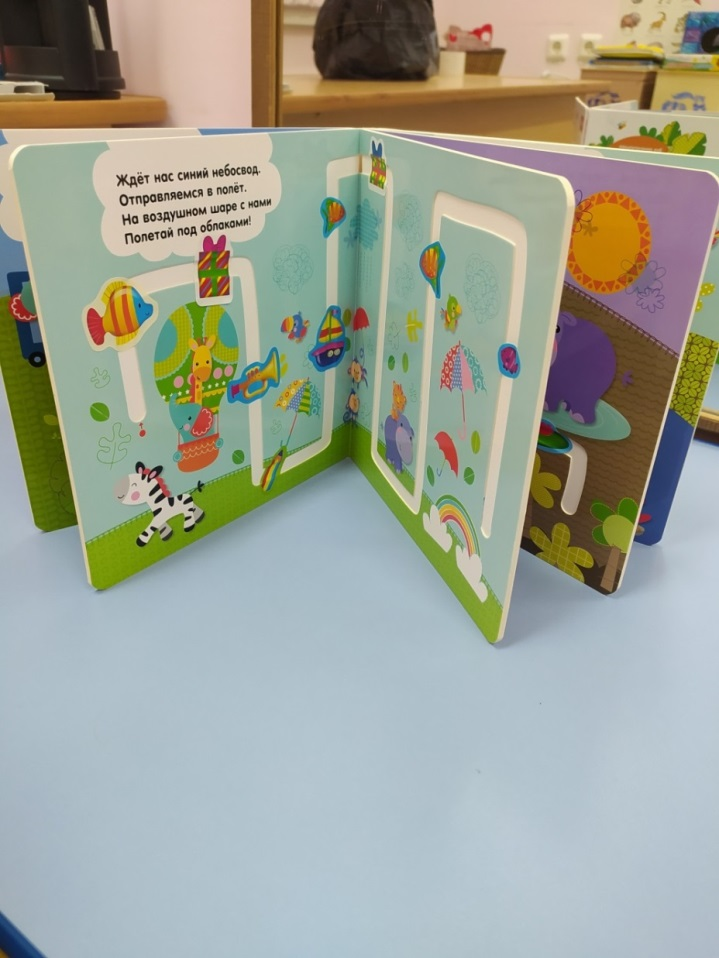 Ждёт нас синий небосвод.
Отправляемся в полёт.
На воздушном шаре с нами
Полетай под облаками!